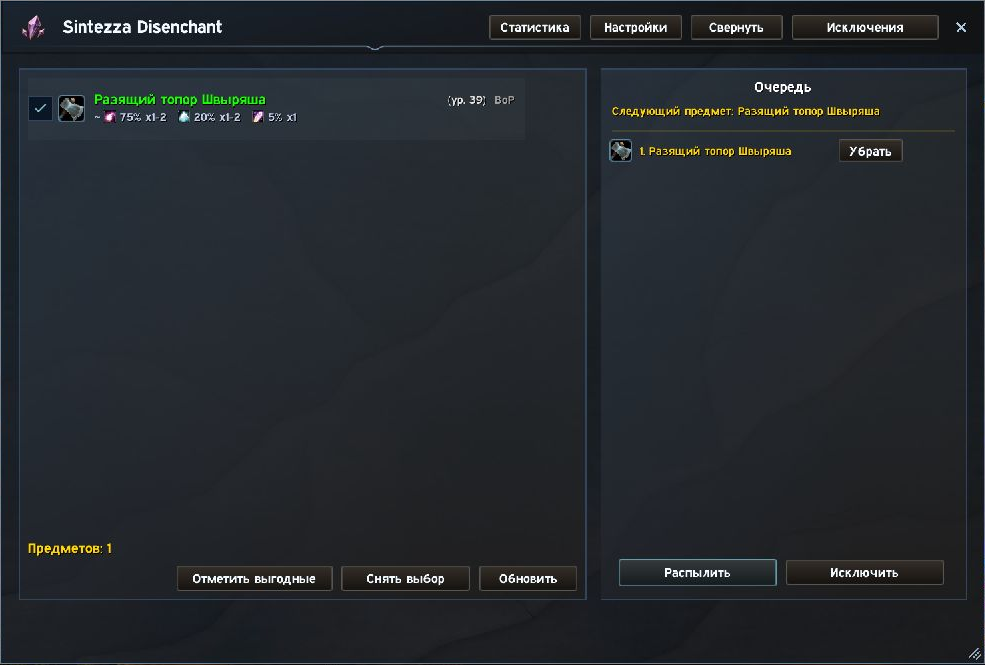 Sintezza Disenchant
Статистика
Настройки
Свернуть
Исключения
Разящий топор Швыряша
(ур. 39) BoP
~ 75% x1-2 20% x1-2 5% x1
Предметов: 1
Отметить выгодные
Снять выбор
Обновить
Очередь
Следующий предмет: Разящий топор Швыряша
1. Разящий топор Швыряша
Убрать
Распылить
Исключить